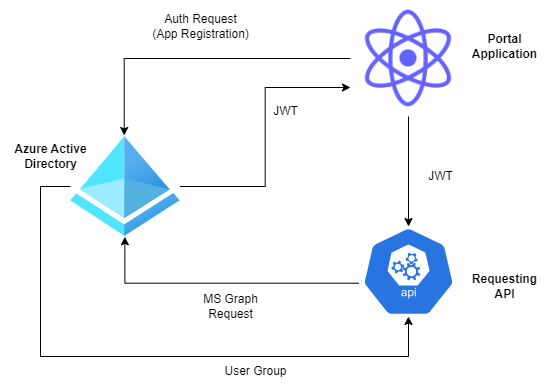 Auth Request
(App Registration)
Portal
Application
JWT
Azure Active
Directory
JWT
api
Requesting
API
MS Graph
Request
User Group